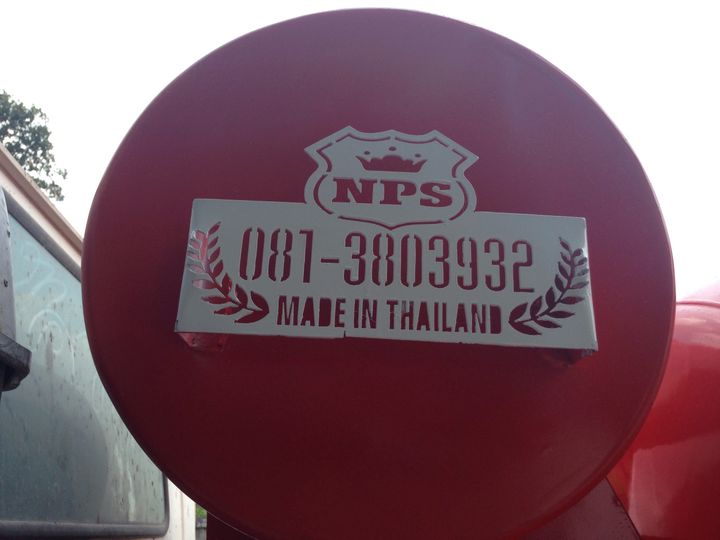 NPS
081-3803932
MADE IN THAILAND